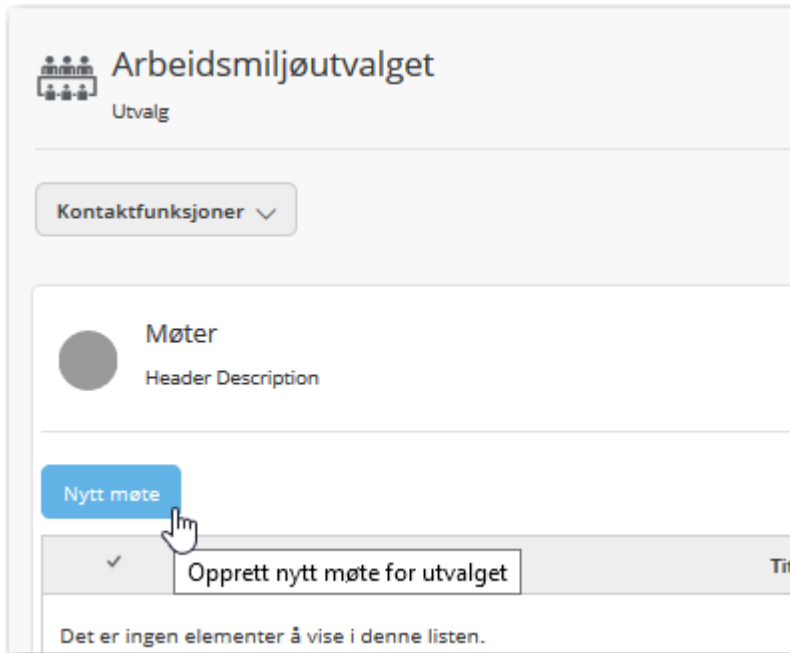 Arbeidsmiljøutvalget
Utvalg
Kontaktfunksjoner
Møter
Header Description
Nytt møte
Opprett nytt møte for utvalget
Det er ingen elementer å vise i denne listen.